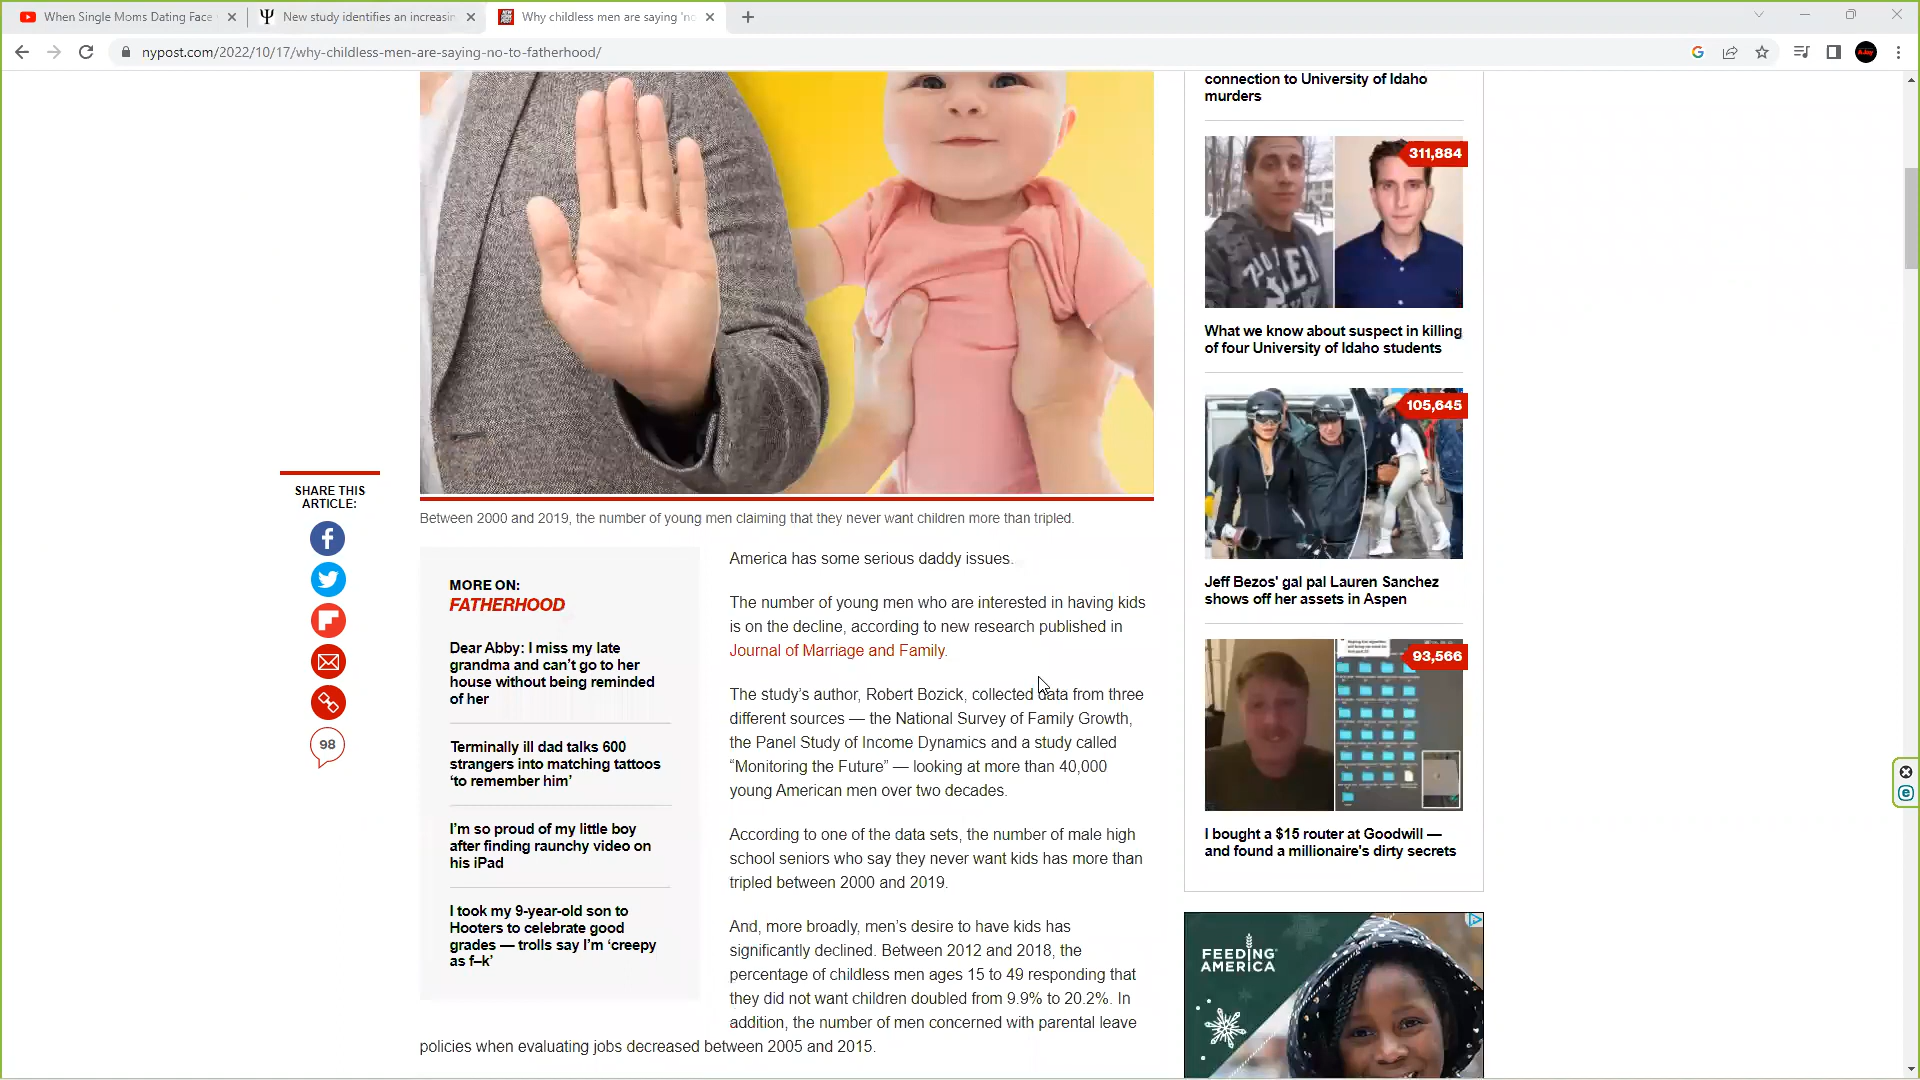 When Single Moms Dating Face
New study identifies an increasin
Why childless men are saying 'no
nypost.com/2022/10/17/why-childless-men-are-saying-no-to-fatherhood/
connection to University of Idaho
murders
311,884
What we know about suspect in killing
of four University of Idaho students
105,645
Jeff Bezos' gal pal Lauren Sanchez
shows off her assets in Aspen
93,566
I bought a $15 router at Goodwill —
and found a millionaire's dirty secrets
FEEDING
AMERICA
SHARE THIS
ARTICLE:
98
Between 2000 and 2019, the number of young men claiming that they never want children more than tripled.
MORE ON:
FATHERHOOD
Dear Abby: I miss my late
grandma and can't go to her
house without being reminded
of her
Terminally ill dad talks 600
strangers into matching tattoos
‘to remember him’
I'm so proud of my little boy
after finding raunchy video on
his iPad
I took my 9-year-old son to
Hooters to celebrate good
grades — trolls say I'm ‘creepy
as f–k’
America has some serious daddy issues.
The number of young men who are interested in having kids
is on the decline, according to new research published in
Journal of Marriage and Family.
The study's author, Robert Bozick, collected data from three
different sources — the National Survey of Family Growth,
the Panel Study of Income Dynamics and a study called
“Monitoring the Future” — looking at more than 40,000
young American men over two decades.
According to one of the data sets, the number of male high
school seniors who say they never want kids has more than
tripled between 2000 and 2019.
And, more broadly, men's desire to have kids has
significantly declined. Between 2012 and 2018, the
percentage of childless men ages 15 to 49 responding that
they did not want children doubled from 9.9% to 20.2%. In
addition, the number of men concerned with parental leave
policies when evaluating jobs decreased between 2005 and 2015.